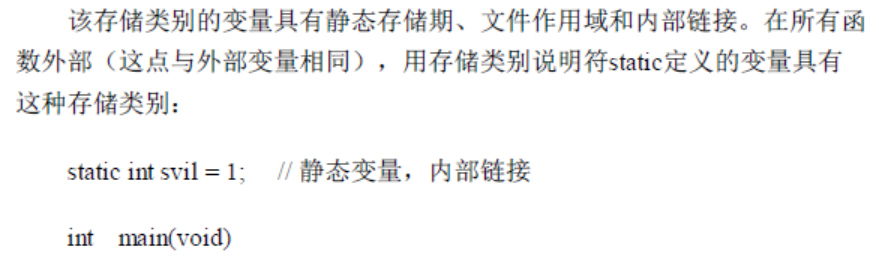 该存储类别的变量具有静态存储期、文件作用域和内部链接。在所有函
数外部（这点与外部变量相同），用存储类别说明符static定义的变量具有
这种存储类别：
static int svil = 1; // 静态变量，内部链接
int main(void)